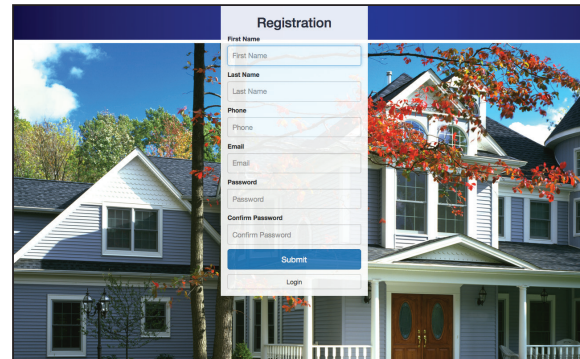 Registration
First Name
First Name
Last Name
Last Name
Phone
Phone
Email
Email
Password
Password
Confirm Password
Confirm Password
Submit
Login